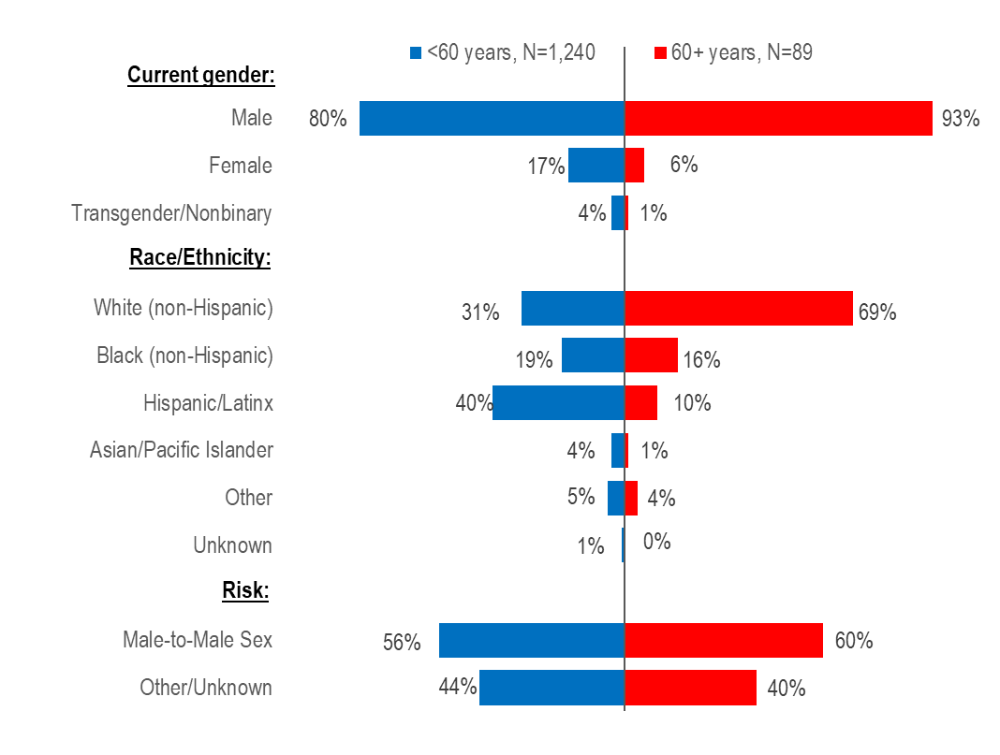 <60 years, N=1,240 60+ years, N=89
Current gender:
Male 80% 93%
Female 17% 6%
Transgender/Nonbinary 4% 1%
Race/Ethnicity:
White (non-Hispanic) 31% 69%
Black (non-Hispanic) 19% 16%
Hispanic/Latinx 40% 10%
Asian/Pacific Islander 4% 1%
Other 5% 4%
Unknown 1% 0%
Risk:
Male-to-Male Sex 56% 60%
Other/Unknown 44% 40%